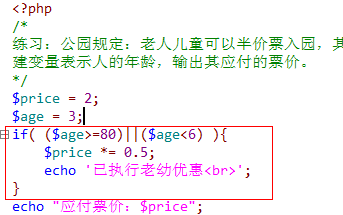 <?php
/*
练习：公园规定：老人儿童可以半价票入园，其
建变量表示人的年龄，输出其应付的票价。
*/
$price = 2;
$age = 3;
if( ($age>=80)||($age<6) ){
$price *= 0.5;
echo '已执行老幼优惠<br>';
}
echo "应付票价：$price";